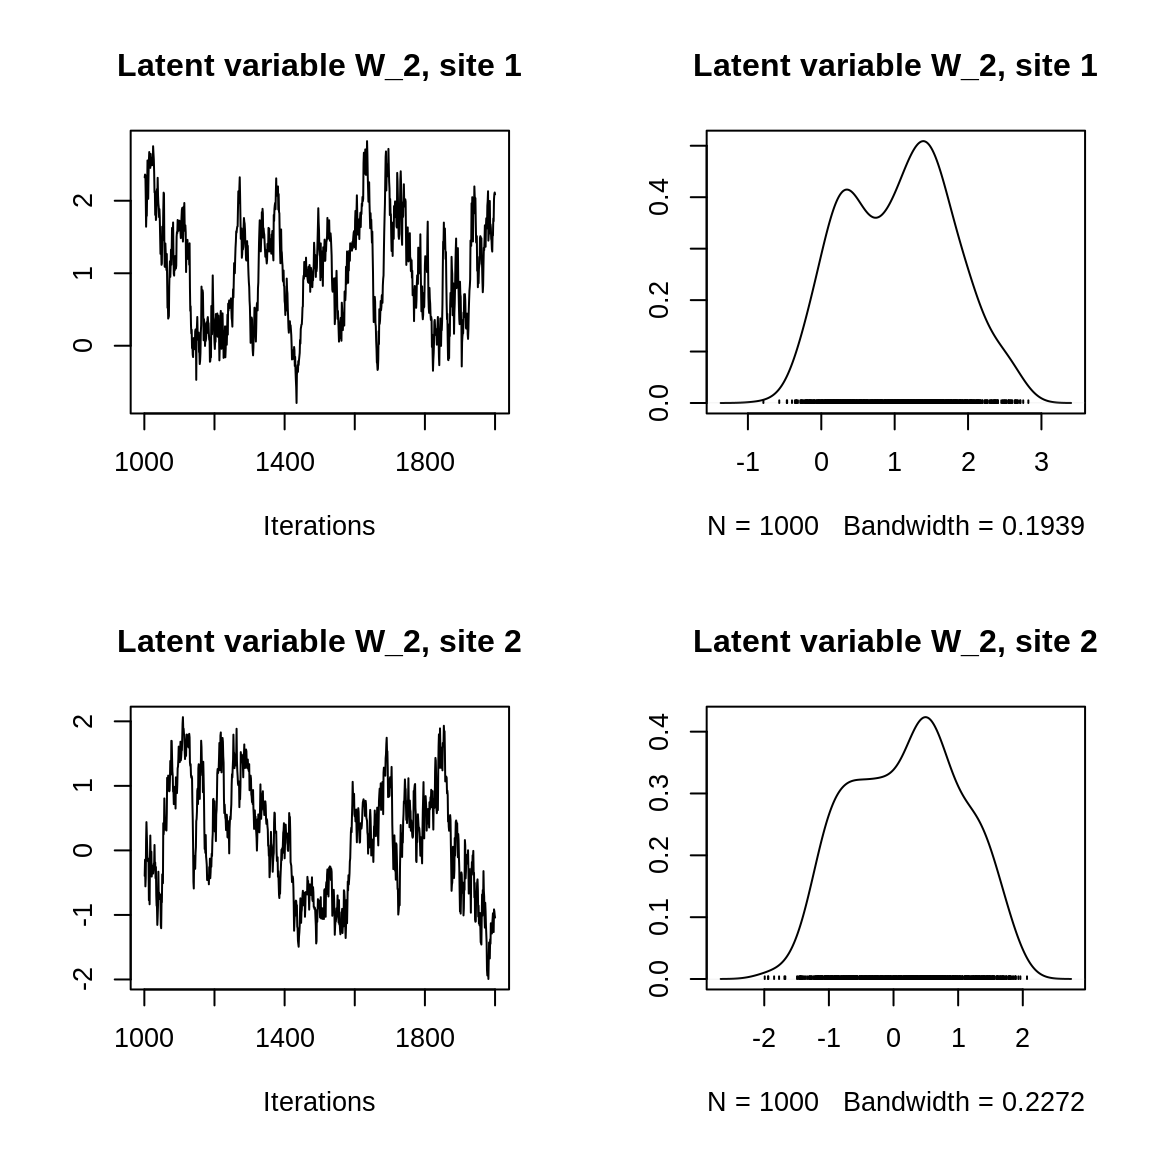 Latent variable W_2, site 1
0 1 2
1000 1400 1800
Iterations
Latent variable W_2, site 1
0.0 0.2 0.4
-1 0 1 2 3
N = 1000 Bandwidth = 0.1939
Latent variable W_2, site 2
-2 -1 0 1 2
1000 1400 1800
Iterations
Latent variable W_2, site 2
0.0 0.1 0.2 0.3 0.4
-2 -1 0 1 2
N = 1000 Bandwidth = 0.2272